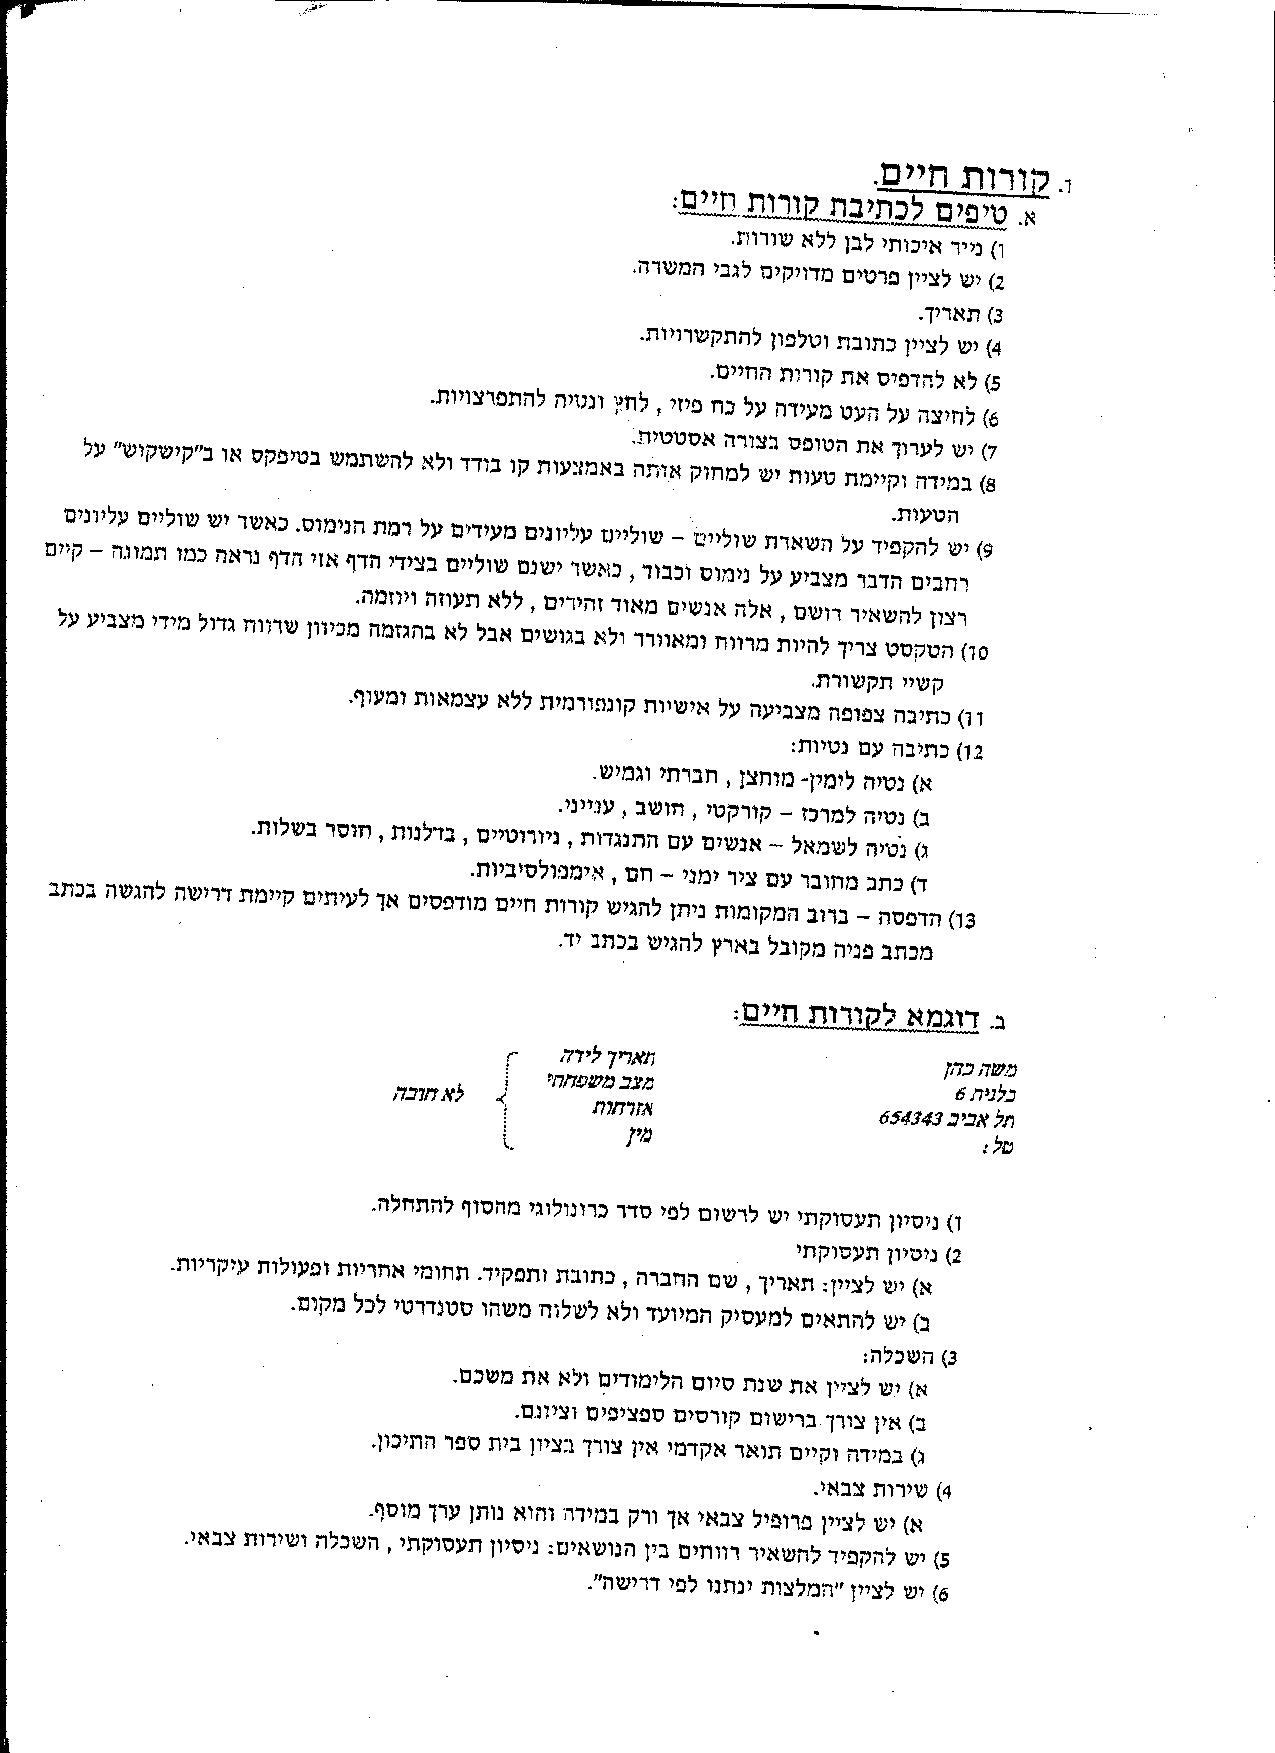 ו. קורות חיים.
א. טיפים לכתיבת קורות חיים:
1) נייר איכותי לבן ללא שורות.
2) יש לציין פרטים מדויקים לגבי המשרה.
3) תאריך.
4) יש לציין כתובת וטלפון להתקשרויות.
5) לא להדפיס את קורות החיים.
6) לחיצה על העט מעידה על כח פיזי , לחץ ונטיה להתפרצויות.
7) יש לערוך את הטופס בצורה אסטטית.
8) במידה וקיימת טעות יש למחוק אותה באמצעות קו בודד ולא להשתמש בטיפקס או ב"קישקוש" על
הטעות.
9) יש להקפיד על השארת שוליים – שוליים עליונים מעידים על רמת הנימוס. כאשר יש שוליים עליונים
רחבים הדבר מצביע על נימוס וכבוד , כאשר ישנם שוליים בצידי הדף אזי הדף נראה כמו תמונה – קיים
רצון להשאיר רושם , אלה אנשים מאוד זהירים , ללא תעוזה ויוזמה.
10) הטקסט צריך להיות מרווח ומאוורר ולא בגושים אבל לא בהגזמה מכיוון שרווח גדול מידי מצביע על
קשיי תקשורת.
11) כתיבה צפופה מצביעה על אישיות קונפורמית ללא עצמאות ומעוף.
12) כתיבה עם נטיות:
א) נטיה לימין- מוחצן , חברתי וגמיש.
ב) נטיה למרכז – קורקטי , חושב , ענייני.
ג) נטיה לשמאל – אנשים עם התנגדות , ניורוטיים , בדלנות , חוסר בשלות.
ד) כתב מחובר עם ציר ימני – חם , אימפולסיביות.
13) הדפסה – ברוב המקומות ניתן להגיש קורות חיים מודפסים אך לעיתים קיימת דרישה להגשה בכתב
מכתב פניה מקובל בארץ להגיש בכתב יד.
ב. דוגמא לקורות חיים:
משה כהן תאריך לידה
כלנית 6 מצב משפחתי לא חובה
תל אביב 654343 אזרחות
טל : מין
1) ניסיון תעסוקתי יש לרשום לפי סדר כרונולוגי מהסוף להתחלה.
2) ניסיון תעסוקתי
א) יש לציין: תאריך , שם החברה , כתובת ותפקיד. תחומי אחריות ופעולות עיקריות.
ב) יש להתאים למעסיק המיועד ולא לשלוח משהו סטנדרטי לכל מקום.
3) השכלה:
א) יש לציין את שנת סיום הלימודים ולא את משכם.
ב) אין צורך ברישום קורסים ספציפים וציונם.
ג) במידה וקיים תואר אקדמי אין צורך בציון בית ספר התיכון.
4) שירות צבאי.
א) יש לציין פרופיל צבאי אך ורק במידה והוא נותן ערך מוסף.
5) יש להקפיד להשאיר רווחים בין הנושאים: ניסיון תעסוקתי , השכלה ושירות צבאי.
6) יש לציין "המלצות ינתנו לפי דרישה".